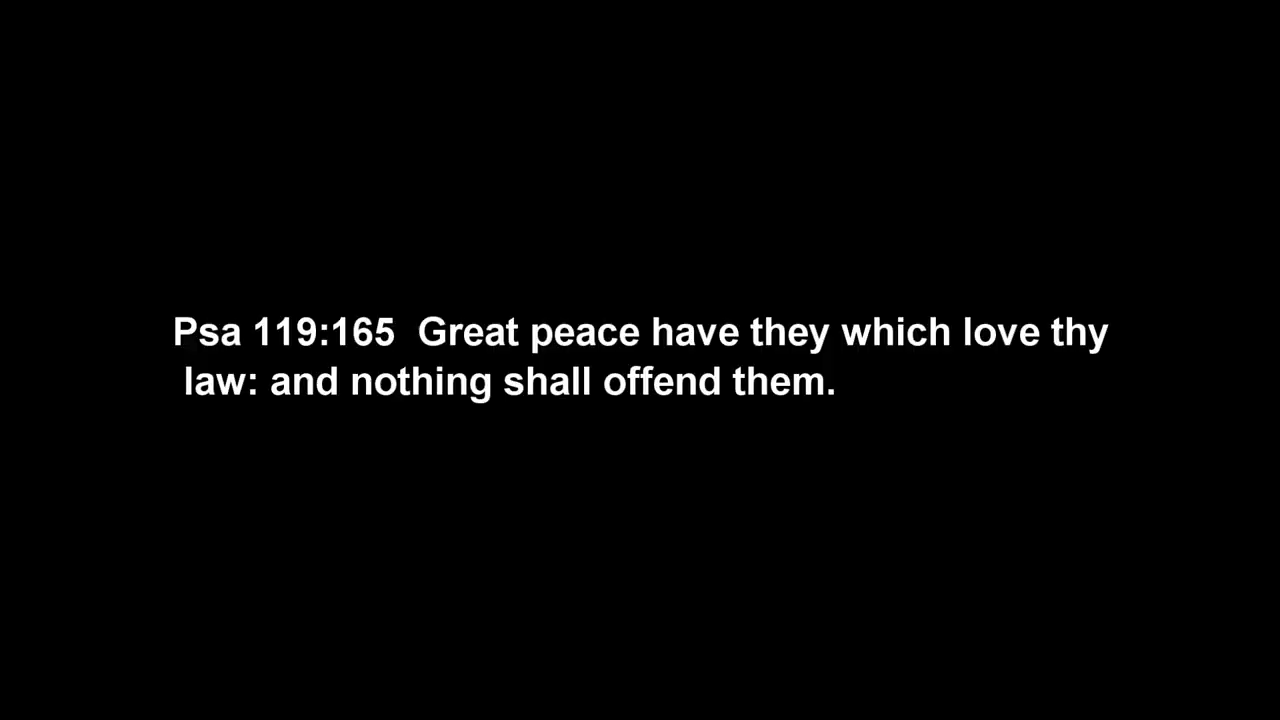 Psa 119:165  Great peace have they which love thy
law: and nothing shall offend them.